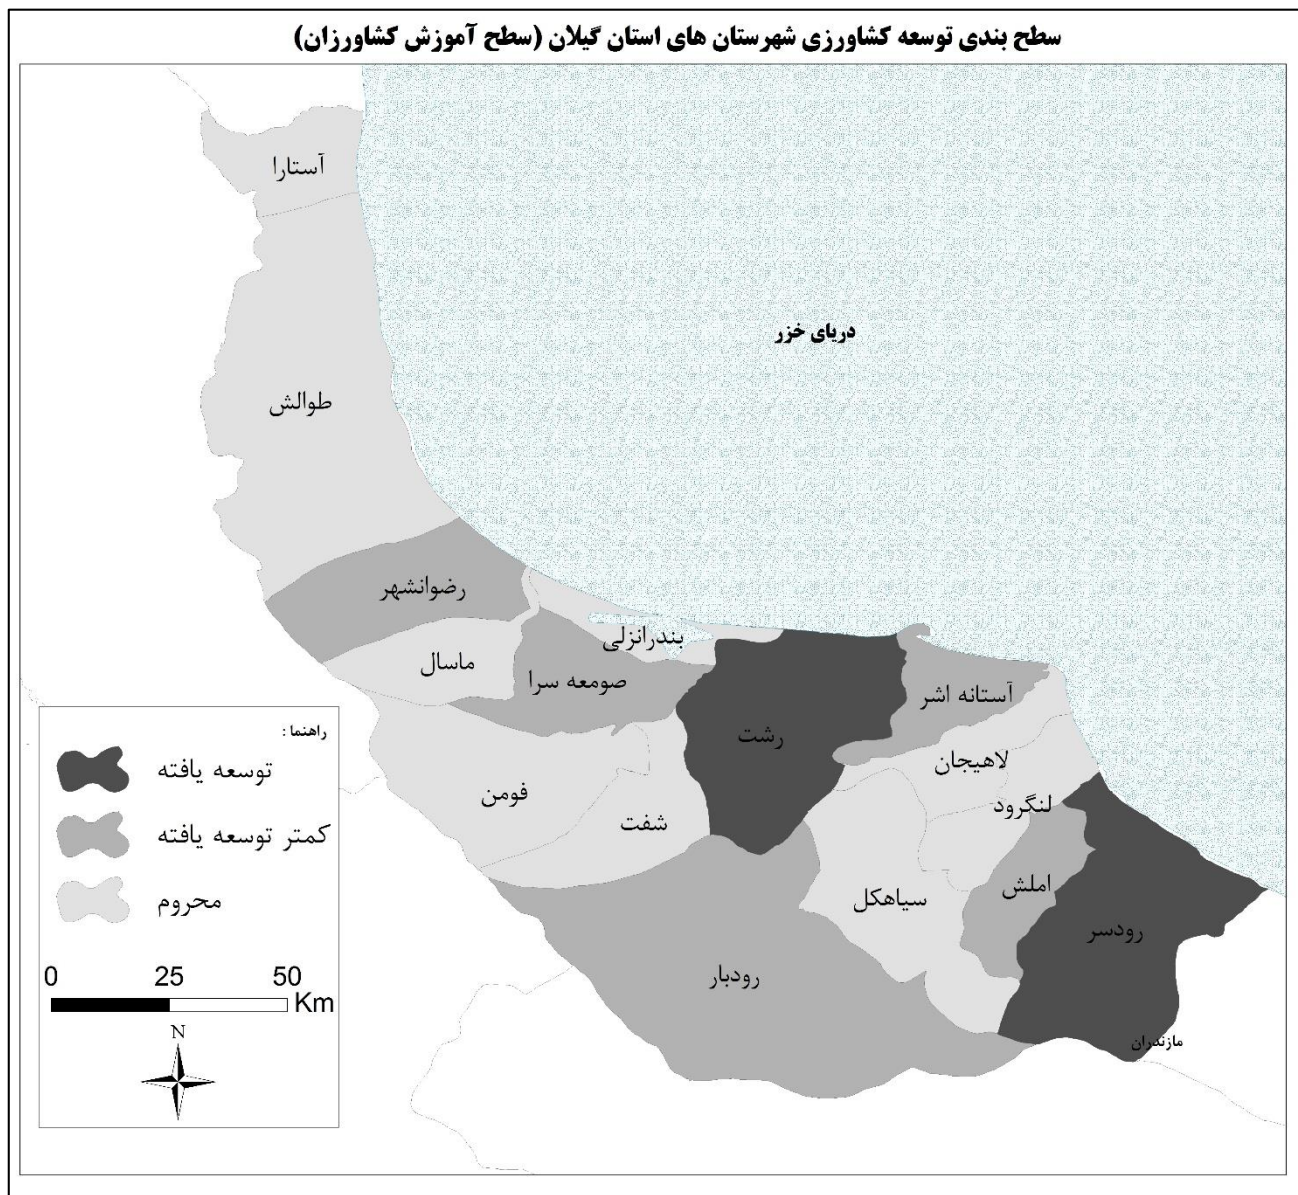 سطح بندی توسعه کشاورزی شهرستان های استان گیلان (سطح آموزش کشاورزان)
آستارا
دریای خزر
طوالش
رضوانشهر
بندرانزلی
ماسال
صومعه سرا
آستانه اشر
رشت
لاهیجان
فومن
لنگرود
شفت
املش
سیاهکل
رودسر
رودبار
مازندران
راهنما :
توسعه یافته
کمتر توسعه یافته
محروم
0 25 50
Km
N